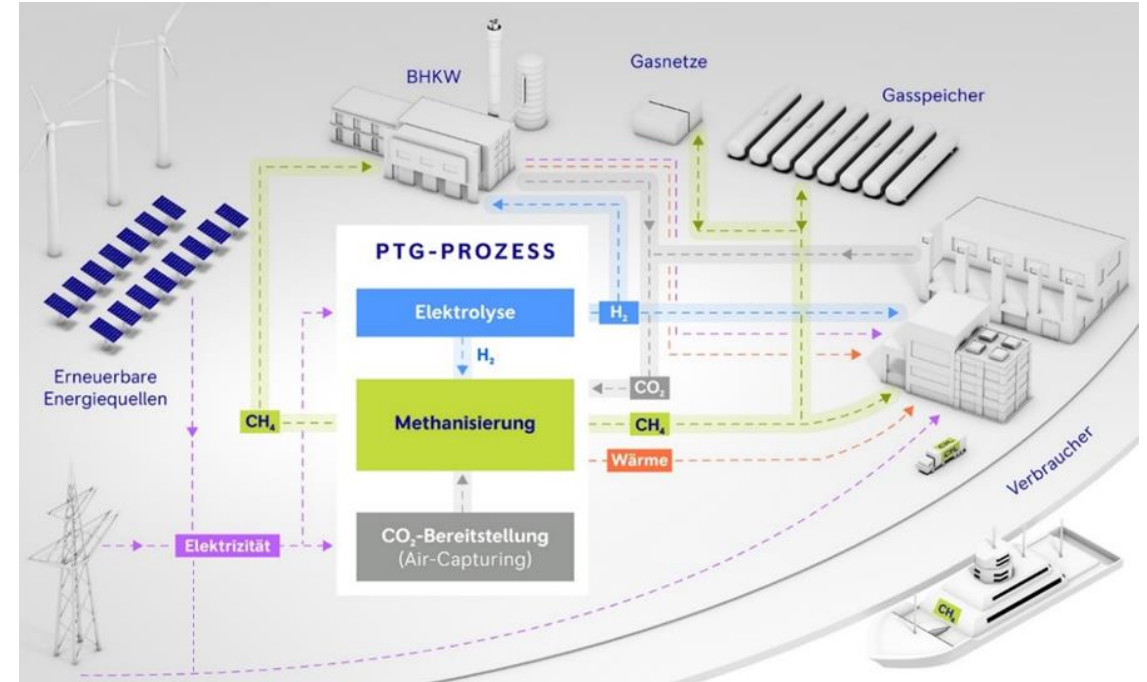 BHKW
Gasnetze
Gasspeicher
Erneuerbare
Energiequellen
PTG-PROZESS
Elektrolyse
H₂
H₂
CO₂
CH₄
Methanisierung
CH₄
Wärme
Elektrizität
CO₂-Bereitstellung
(Air-Capturing)
Verbraucher
CH₄